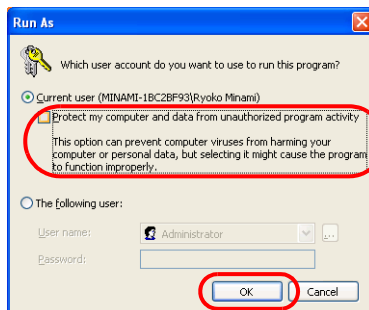 Run As
Which user account do you want to use to run this program?
Current user (MINAMI-1BC2BF93\Ryoko Minami)
Protect my computer and data from unauthorized program activity
This option can prevent computer viruses from harming your
computer or personal data, but selecting it might cause the program
to function improperly.
The following user:
User name:
Administrator
...
Password:
OK
Cancel